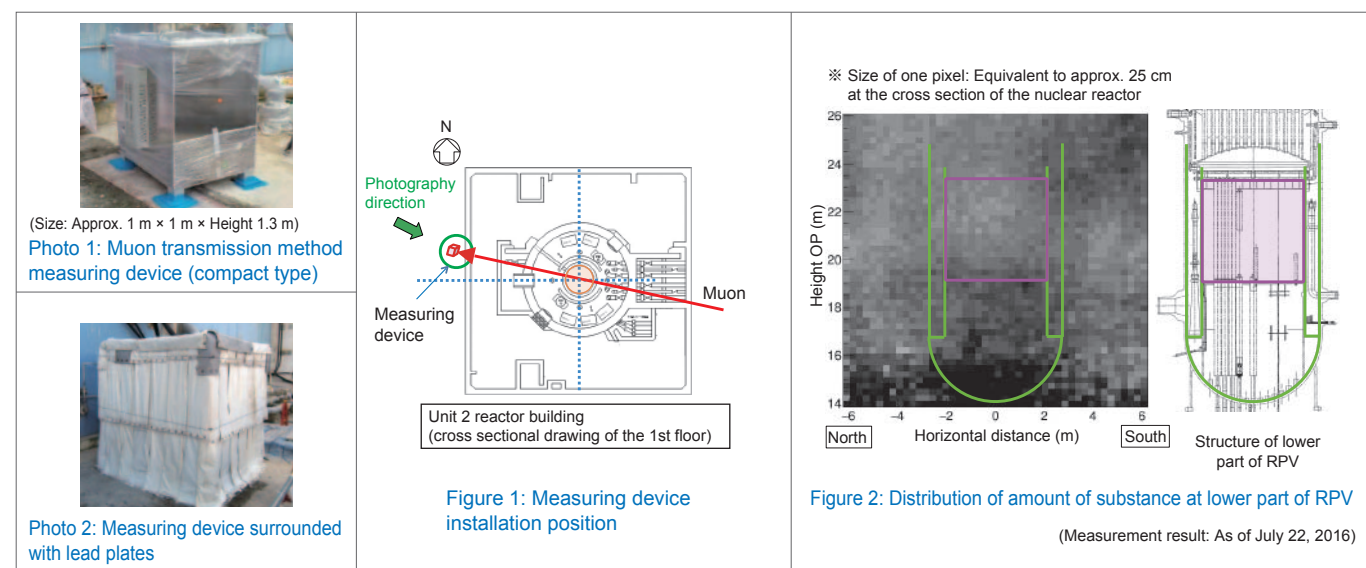 (Size: Approx. 1 m × 1 m × Height 1.3 m)
Photo 1: Muon transmission method
measuring device (compact type)
Photo 2: Measuring device surrounded
with lead plates
N
Photography
direction
Measuring
device
Muon
Unit 2 reactor building
(cross sectional drawing of the 1st floor)
Figure 1: Measuring device
installation position
※ Size of one pixel: Equivalent to approx. 25 cm
at the cross section of the nuclear reactor
Height OP (m)
26
24
22
20
18
16
14
−6 −4 −2 0 2 4 6
North
Horizontal distance (m)
South
Structure of lower
part of RPV
Figure 2: Distribution of amount of substance at lower part of RPV
(Measurement result: As of July 22, 2016)